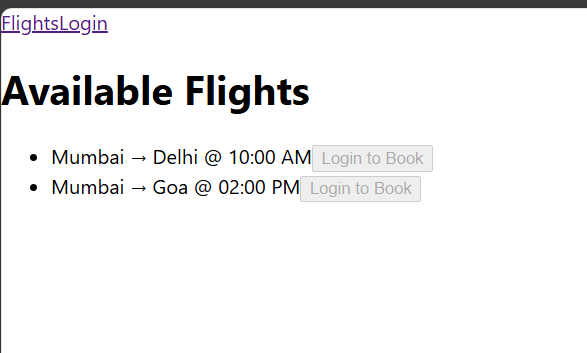 FlightsLogin
Available Flights
Mumbai → Delhi @ 10:00 AM Login to Book
Mumbai → Goa @ 02:00 PM Login to Book